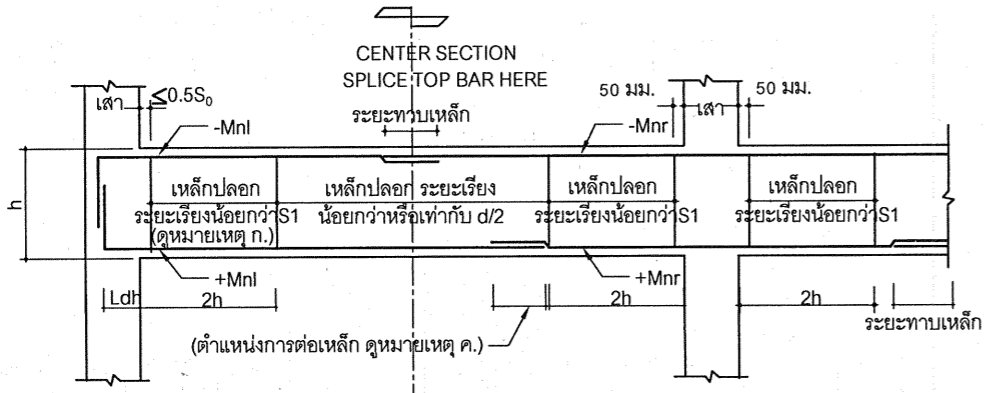 CENTER SECTION
SPLICE TOP BAR HERE
เสา
≤0.5S₀
ระยะทาบเหล็ก
50 มม.
เสา
50 มม.
-Mnl
-Mnr
h
เหล็กปลอก
ระยะเรียงน้อยกว่าS1
(ดูหมายเหตุ ก.)
เหล็กปลอก ระยะเรียง
น้อยกว่าหรือเท่ากับ d/2
เหล็กปลอก
ระยะเรียงน้อยกว่าS1
เหล็กปลอก
ระยะเรียงน้อยกว่าS1
+Mnl
+Mnr
Ldh
2h
2h
2h
ระยะทาบเหล็ก
(ตำแหน่งการต่อเหล็ก ดูหมายเหตุ ค.)